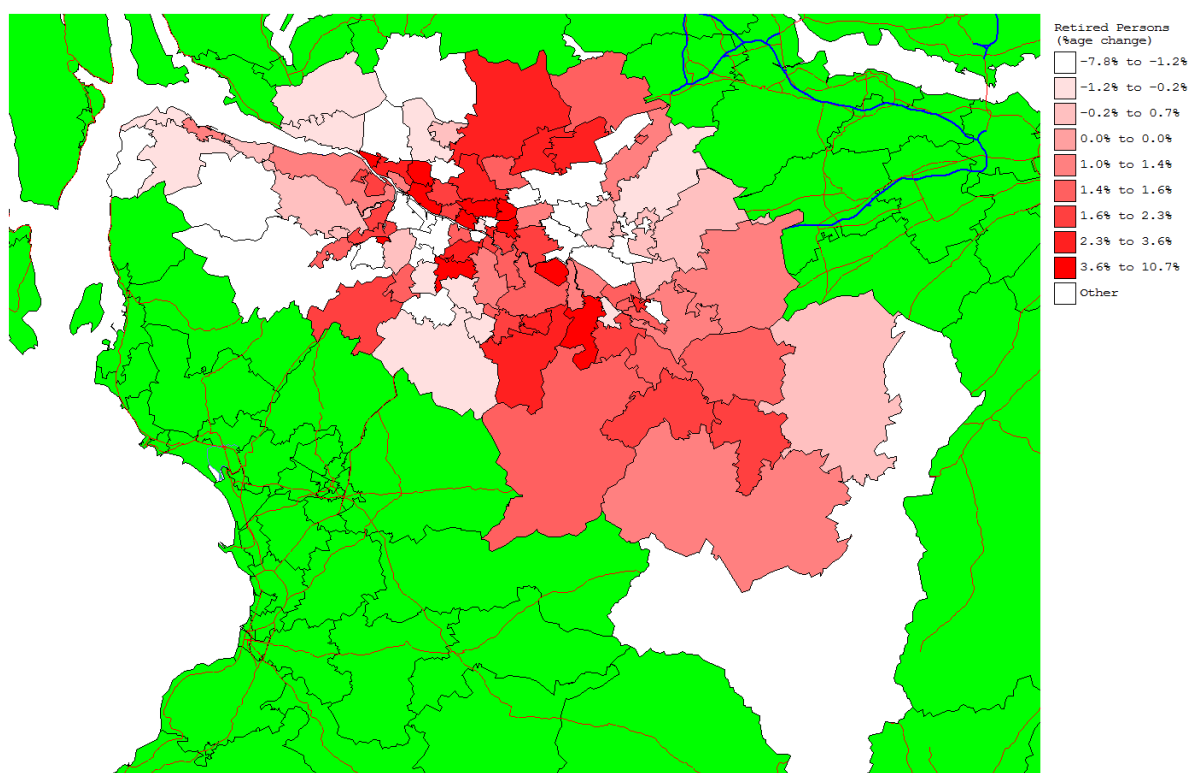 Retired Persons
(%age change)
-7.8% to -1.2%
-1.2% to -0.2%
-0.2% to 0.7%
0.0% to 0.0%
1.0% to 1.4%
1.4% to 1.6%
1.6% to 2.3%
2.3% to 3.6%
3.6% to 10.7%
Other